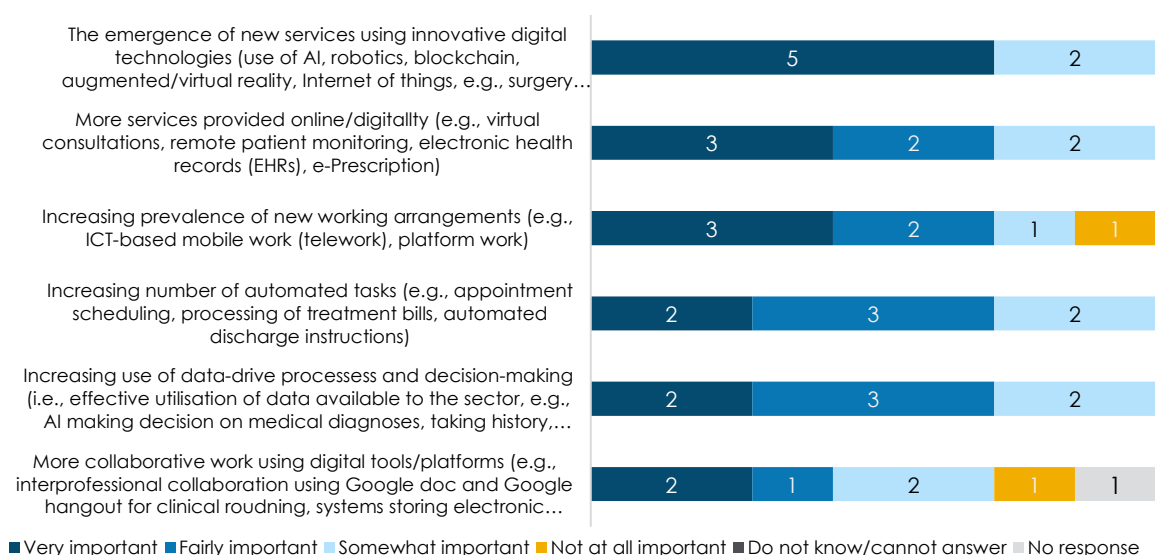 The emergence of new services using innovative digital
technologies (use of AI, robotics, blockchain,
augmented/virtual reality, Internet of things, e.g., surgery…
5 2
More services provided online/digitallty (e.g., virtual
consultations, remote patient monitoring, electronic health
records (EHRs), e-Prescription)
3 2 2
Increasing prevalence of new working arrangements (e.g.,
ICT-based mobile work (telework), platform work)
3 2 1 1
Increasing number of automated tasks (e.g., appointment
scheduling, processing of treatment bills, automated
discharge instructions)
2 3 2
Increasing use of data-drive processess and decision-making
(i.e., effective utilisation of data available to the sector, e.g.,
AI making decision on medical diagnoses, taking history,…
2 3 2
More collaborative work using digital tools/platforms (e.g.,
interprofessional collaboration using Google doc and Google
hangout for clinical roudning, systems storing electronic…
2 1 2 1 1
Very important Fairly important Somewhat important Not at all important Do not know/cannot answer No response